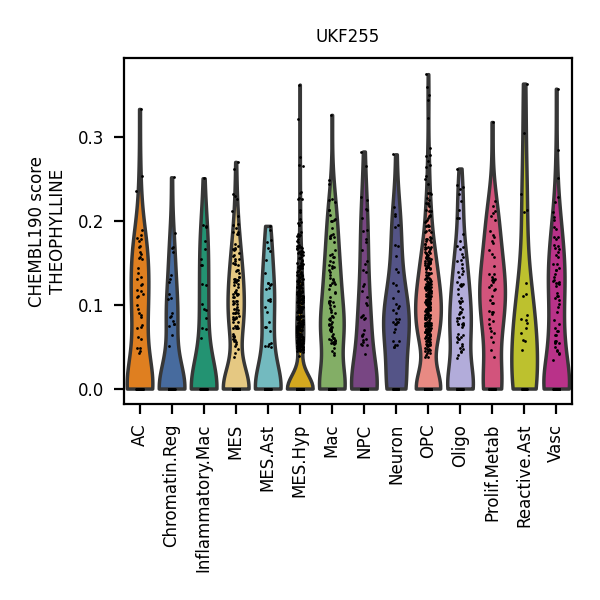 UKF255
CHEMBL190 score
THEOPHYLLINE
0.3
0.2
0.1
0.0
AC
Chromatin.Reg
Inflammatory.Mac
MES
MES.Ast
MES.Hyp
Mac
NPC
Neuron
OPC
Oligo
Prolif.Metab
Reactive.Ast
Vasc